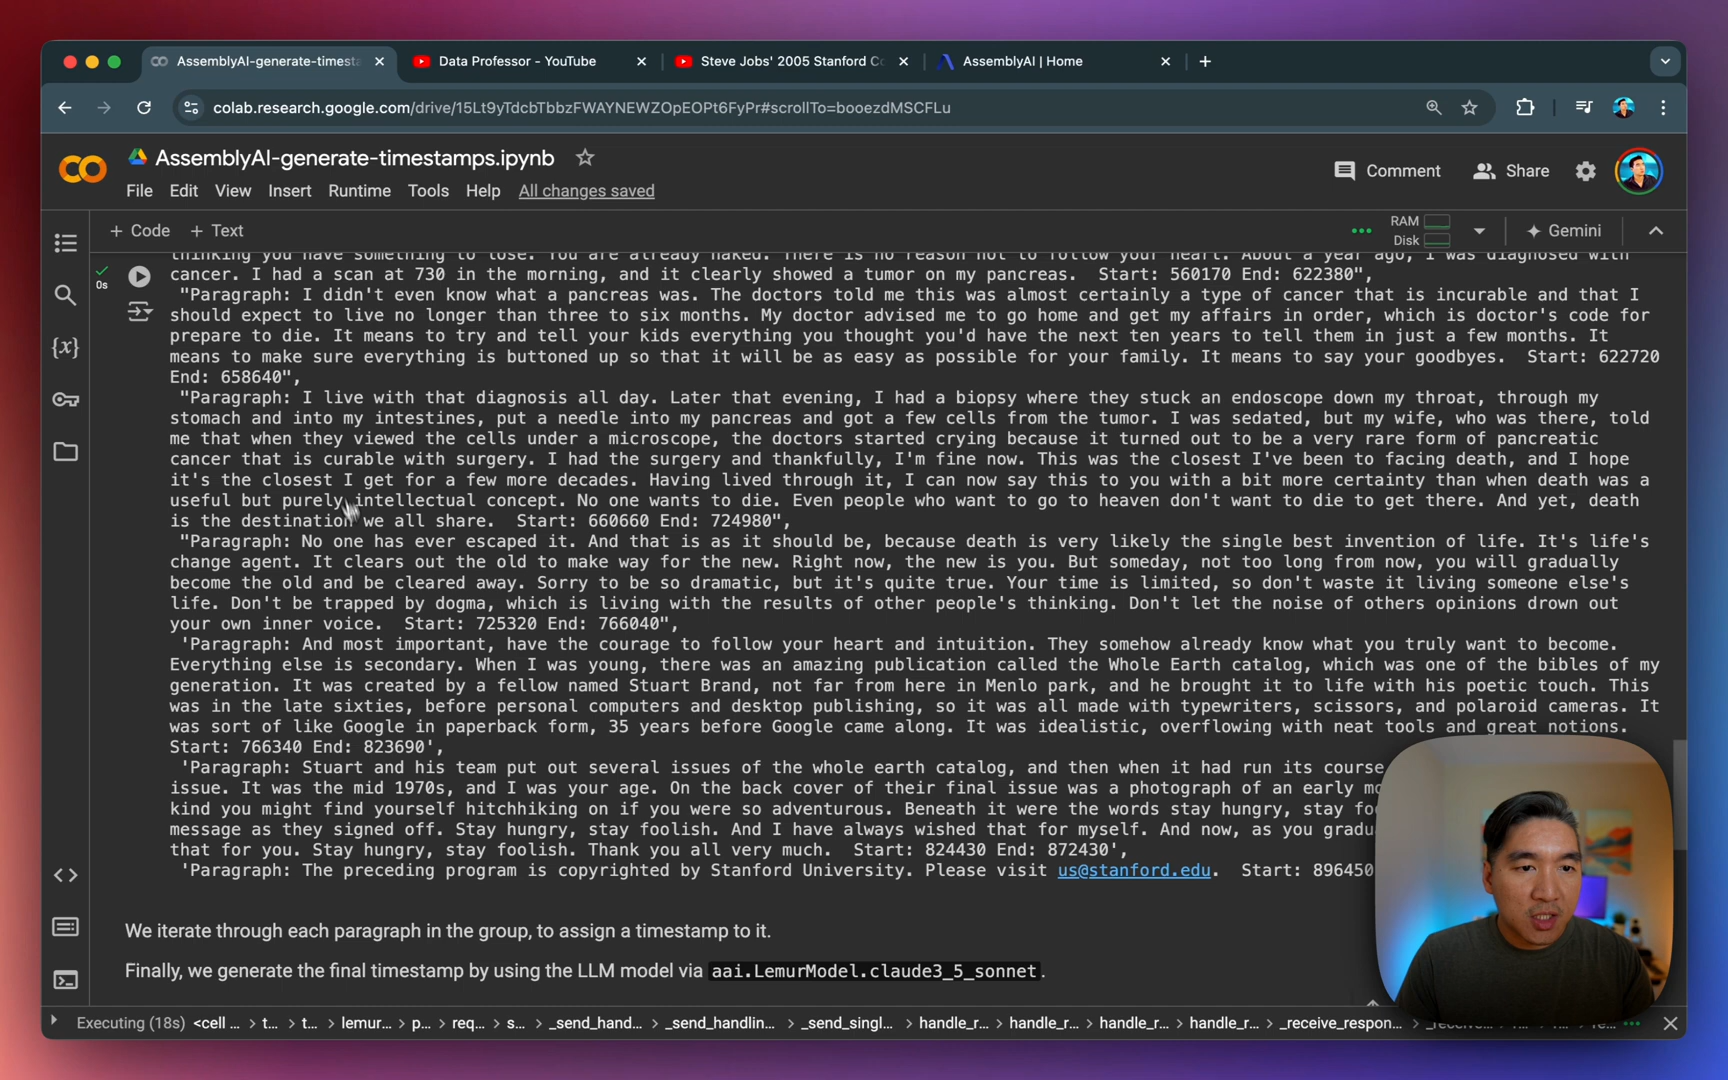 AssemblyAI-generate-timesta
Data Professor - YouTube
Steve Jobs' 2005 Stanford Co
AssemblyAI | Home
colab.research.google.com/drive/15Lt9yTdcbTbbzFWAYNEWZOpEOPt6FyPr#scrollTo=booezdMSCFLu
AssemblyAI-generate-timestamps.ipynb
Comment
Share
File Edit View Insert Runtime Tools Help All changes saved
+ Code + Text
RAM
Disk
Gemini
thinking you have something to lose. You are already naked. There is no reason not to follow your heart. About a year ago, I was diagnosed with
0s
cancer. I had a scan at 730 in the morning, and it clearly showed a tumor on my pancreas.  Start: 560170 End: 622380",
"Paragraph: I didn't even know what a pancreas was. The doctors told me this was almost certainly a type of cancer that is incurable and that I
should expect to live no longer than three to six months. My doctor advised me to go home and get my affairs in order, which is doctor's code for
prepare to die. It means to try and tell your kids everything you thought you'd have the next ten years to tell them in just a few months. It
means to make sure everything is buttoned up so that it will be as easy as possible for your family. It means to say your goodbyes.  Start: 622720
End: 658640",
"Paragraph: I live with that diagnosis all day. Later that evening, I had a biopsy where they stuck an endoscope down my throat, through my
stomach and into my intestines, put a needle into my pancreas and got a few cells from the tumor. I was sedated, but my wife, who was there, told
me that when they viewed the cells under a microscope, the doctors started crying because it turned out to be a very rare form of pancreatic
cancer that is curable with surgery. I had the surgery and thankfully, I'm fine now. This was the closest I've been to facing death, and I hope
it's the closest I get for a few more decades. Having lived through it, I can now say this to you with a bit more certainty than when death was a
useful but purely intellectual concept. No one wants to die. Even people who want to go to heaven don't want to die to get there. And yet, death
is the destination we all share.  Start: 660660 End: 724980",
"Paragraph: No one has ever escaped it. And that is as it should be, because death is very likely the single best invention of life. It's life's
change agent. It clears out the old to make way for the new. Right now, the new is you. But someday, not too long from now, you will gradually
become the old and be cleared away. Sorry to be so dramatic, but it's quite true. Your time is limited, so don't waste it living someone else's
life. Don't be trapped by dogma, which is living with the results of other people's thinking. Don't let the noise of others opinions drown out
your own inner voice.  Start: 725320 End: 766040",
'Paragraph: And most important, have the courage to follow your heart and intuition. They somehow already know what you truly want to become.
Everything else is secondary. When I was young, there was an amazing publication called the Whole Earth catalog, which was one of the bibles of my
generation. It was created by a fellow named Stuart Brand, not far from here in Menlo park, and he brought it to life with his poetic touch. This
was in the late sixties, before personal computers and desktop publishing, so it was all made with typewriters, scissors, and polaroid cameras. It
was sort of like Google in paperback form, 35 years before Google came along. It was idealistic, overflowing with neat tools and great notions.
Start: 766340 End: 823690',
'Paragraph: Stuart and his team put out several issues of the whole earth catalog, and then when it had run its course
issue. It was the mid 1970s, and I was your age. On the back cover of their final issue was a photograph of an early mo
kind you might find yourself hitchhiking on if you were so adventurous. Beneath it were the words stay hungry, stay foo
message as they signed off. Stay hungry, stay foolish. And I have always wished that for myself. And now, as you gradu
that for you. Stay hungry, stay foolish. Thank you all very much.  Start: 824430 End: 872430',
'Paragraph: The preceding program is copyrighted by Stanford University. Please visit us@stanford.edu.  Start: 896450
We iterate through each paragraph in the group, to assign a timestamp to it.
Finally, we generate the final timestamp by using the LLM model via aai.LemurModel.claude3_5_sonnet.
Executing (18s) <cell ... > t... > t... > lemur... > p... > req... > s... > _send_hand... > _send_handlin... > _send_singl... > handle_r... > handle_r... > handle_r... > handle_r... > _receive_respon... >